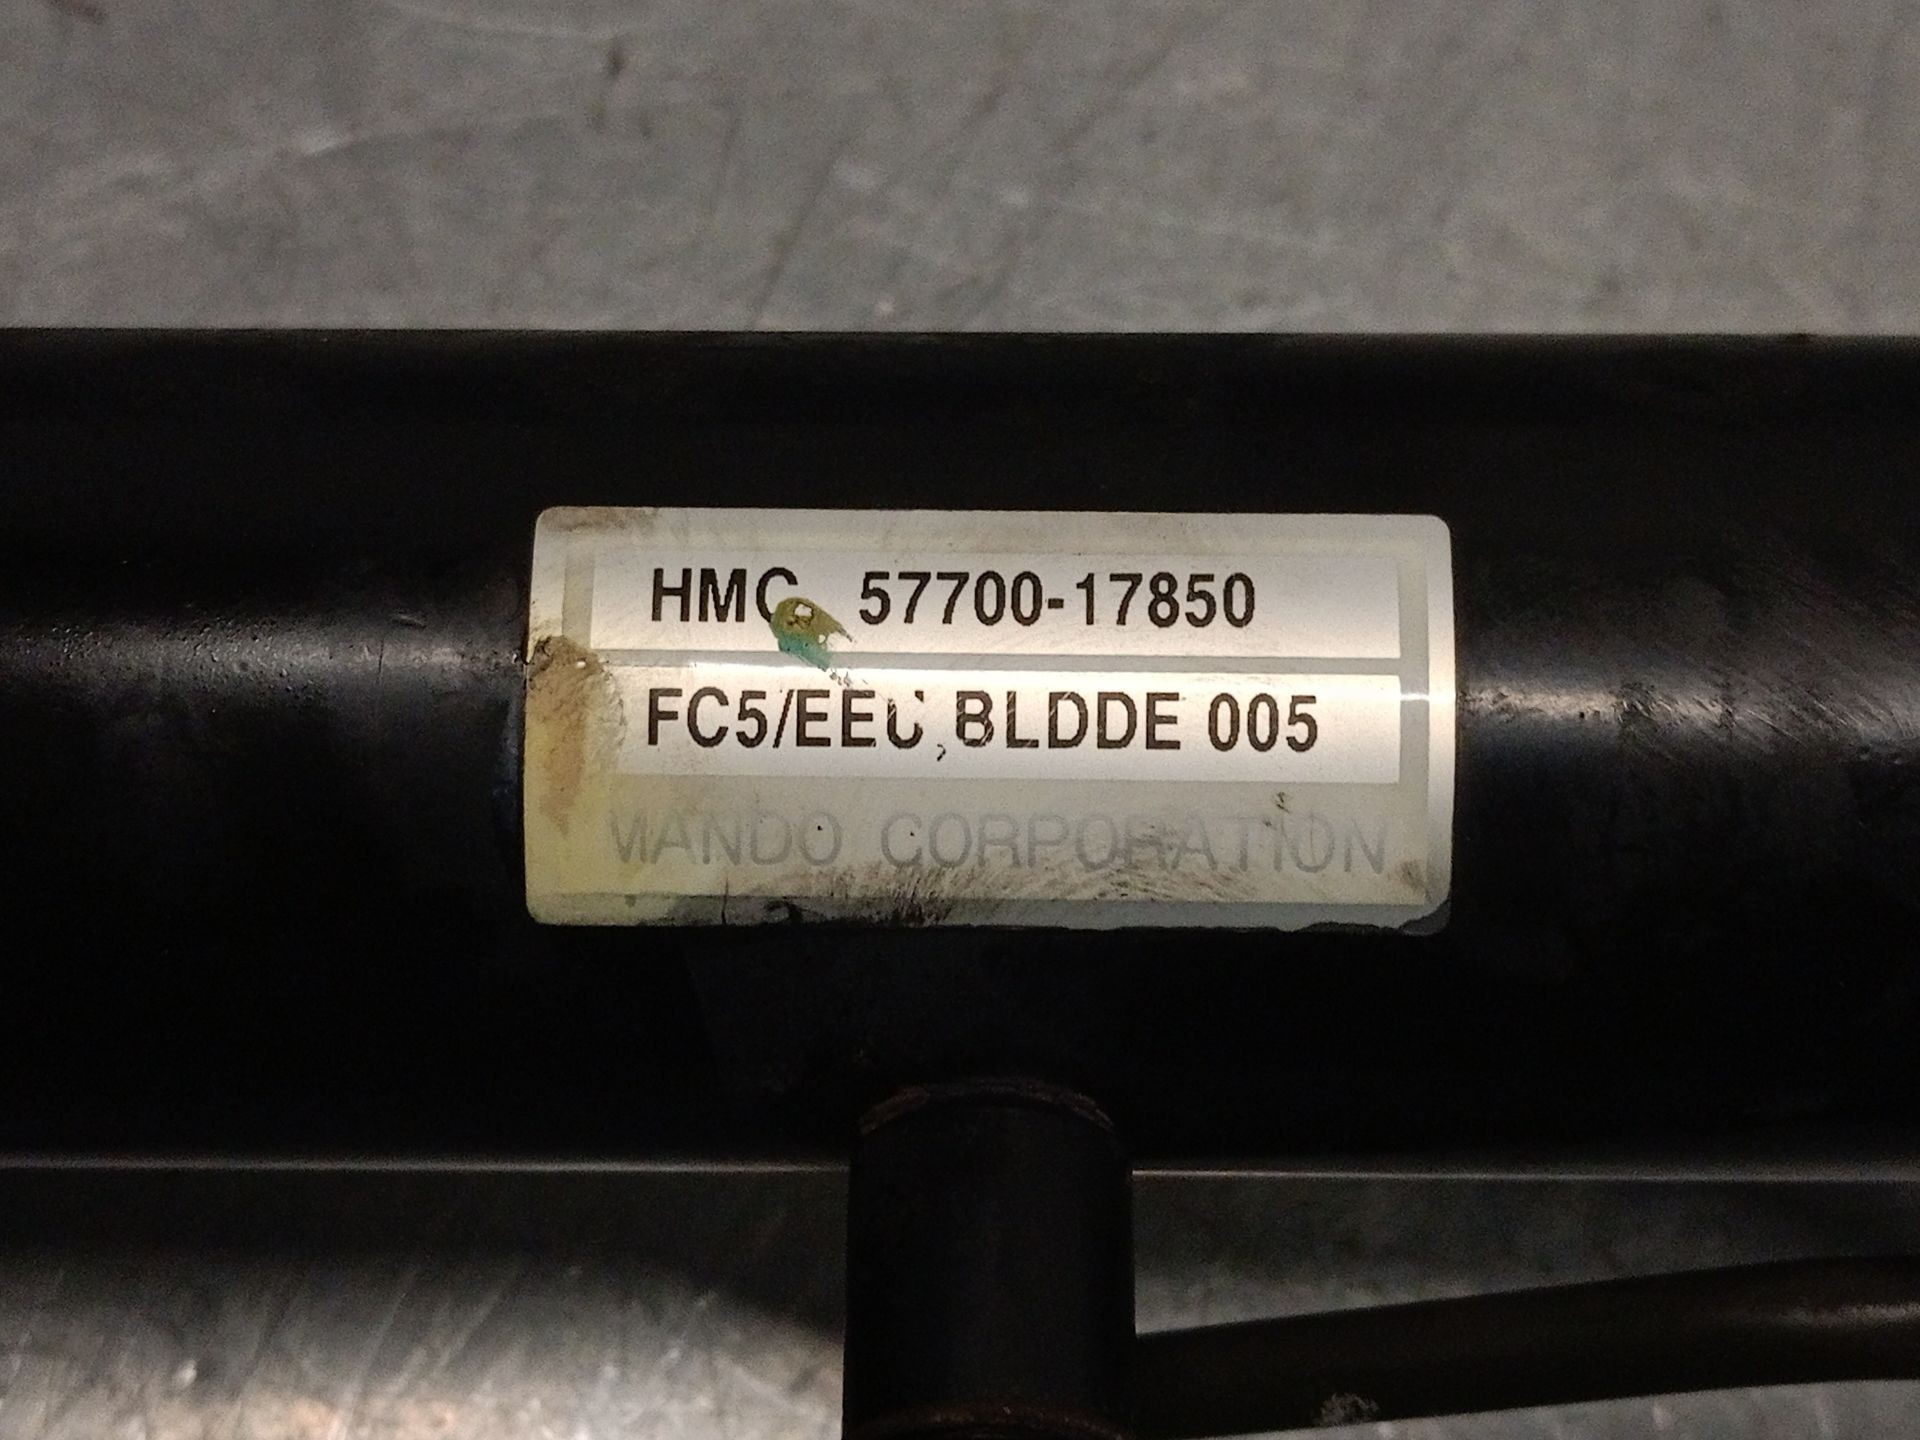 HMC 57700-17850
FC5/EEC BLDDE 005
MANDO CORPORATION